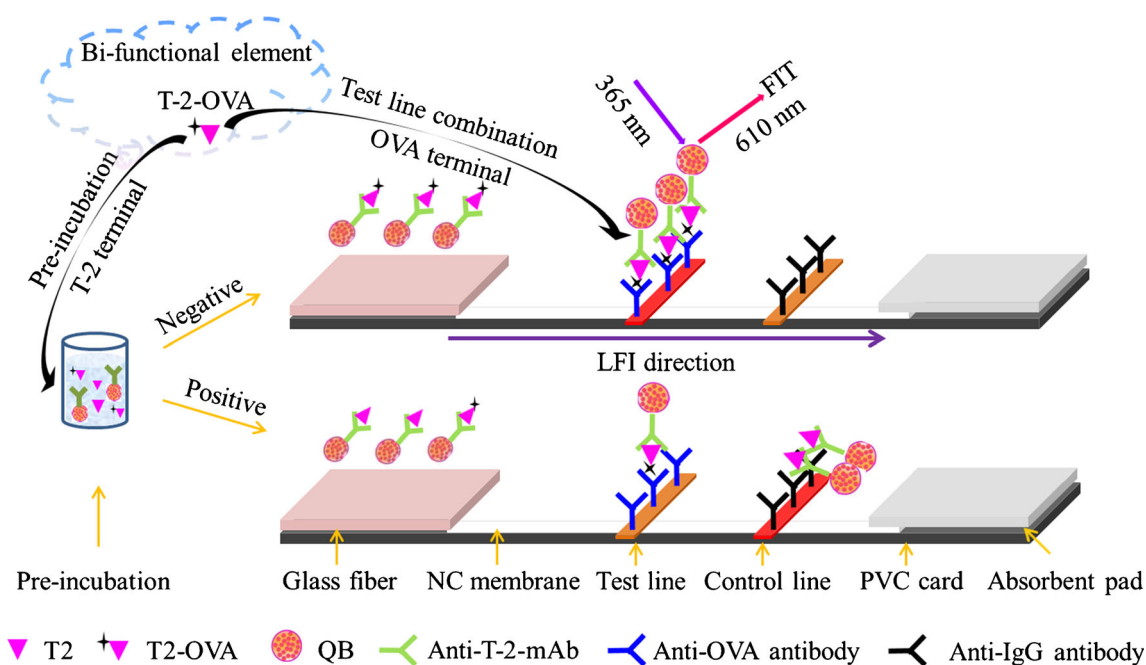 Bi-functional element
T-2-OVA
Test line combination
OVA terminal
365 nm
FIT
610 nm
Pre-incubation
T-2 terminal
Negative
LFI direction
Positive
Pre-incubation
Glass fiber
NC membrane
Test line
Control line
PVC card
Absorbent pad
T2
T2-OVA
QB
Anti-T-2-mAb
Anti-OVA antibody
Anti-IgG antibody